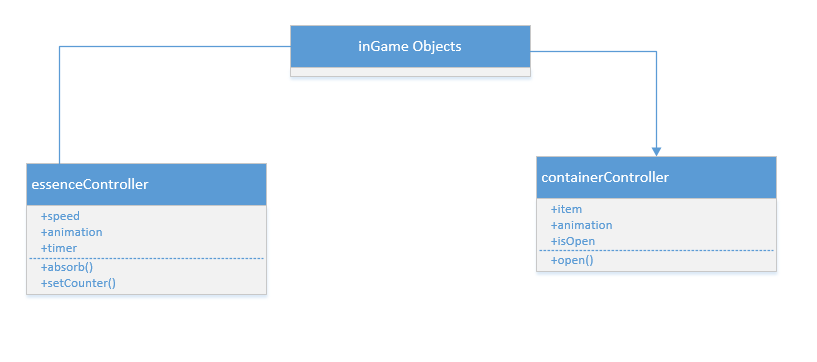 inGame Objects
essenceController
+speed
+animation
+timer
+absorb()
+setCounter()
containerController
+item
+animation
+isOpen
+open()